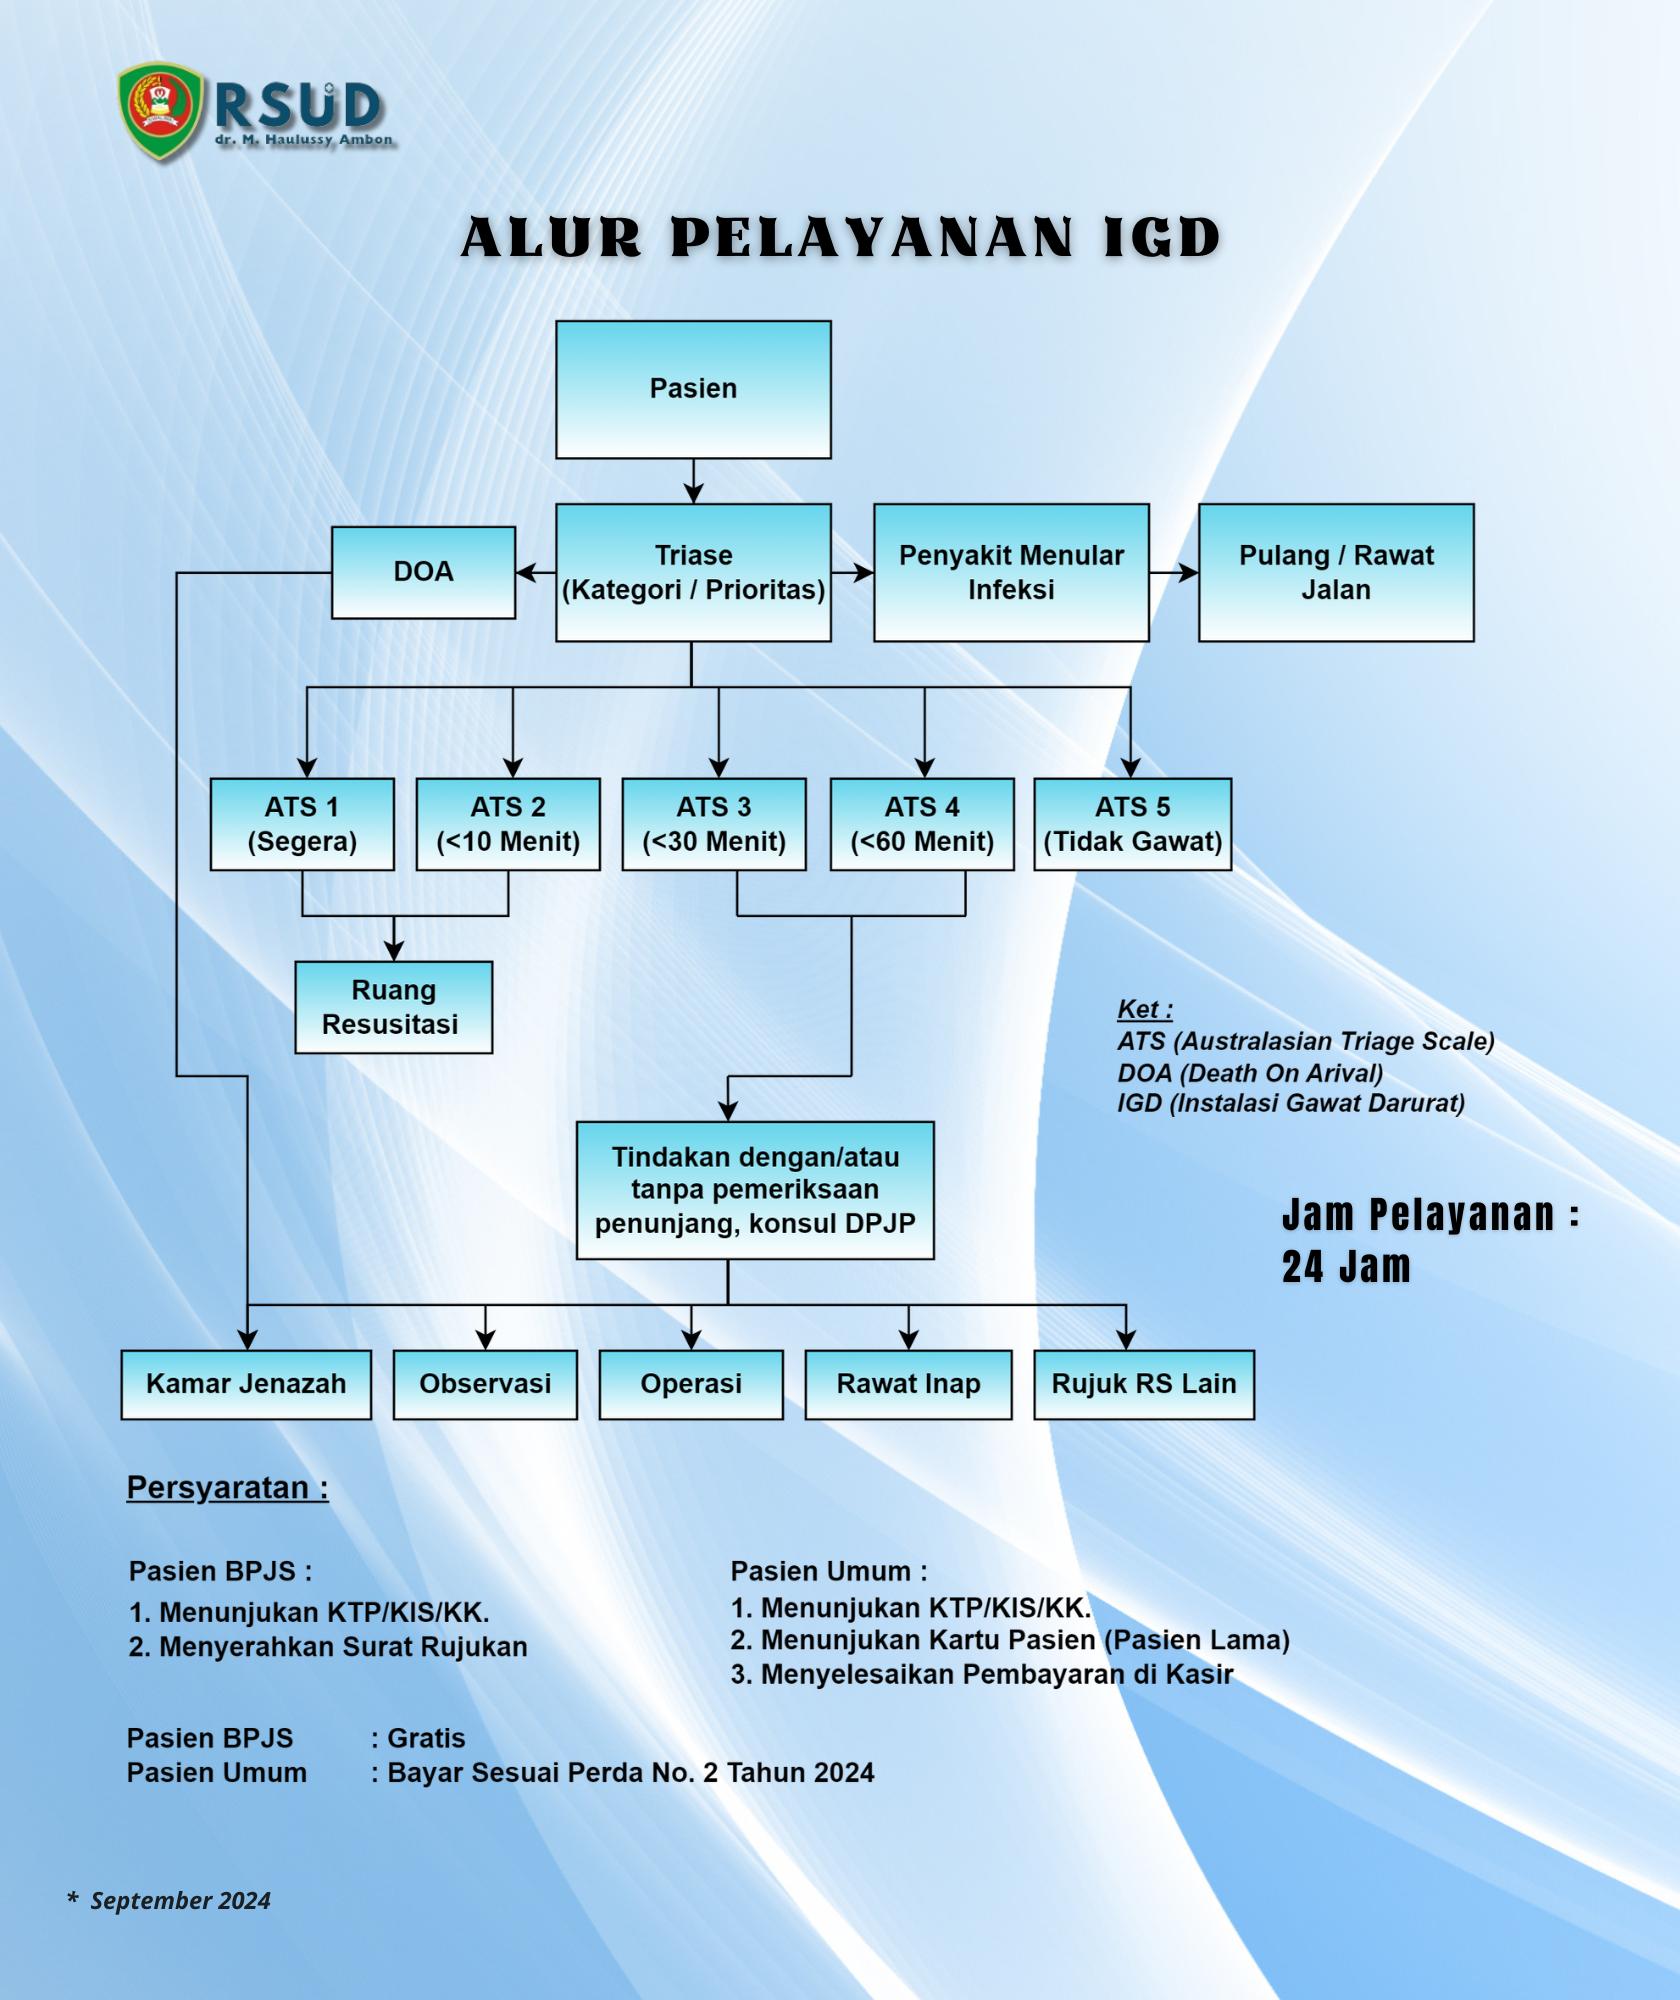 RSUD
dr. M. Haulussy Ambon
ALUR PELAYANAN IGD
Pasien
DOA
Triase
(Kategori / Prioritas)
Penyakit Menular
Infeksi
Pulang / Rawat
Jalan
ATS 1
(Segera)
ATS 2
(<10 Menit)
ATS 3
(<30 Menit)
ATS 4
(<60 Menit)
ATS 5
(Tidak Gawat)
Ruang
Resusitasi
Ket :
ATS (Australasian Triage Scale)
DOA (Death On Arival)
IGD (Instalasi Gawat Darurat)
Tindakan dengan/atau
tanpa pemeriksaan
penunjang, konsul DPJP
Jam Pelayanan :
24 Jam
Kamar Jenazah
Observasi
Operasi
Rawat Inap
Rujuk RS Lain
Persyaratan :
Pasien BPJS :
1. Menunjukan KTP/KIS/KK.
2. Menyerahkan Surat Rujukan
Pasien Umum :
1. Menunjukan KTP/KIS/KK.
2. Menunjukan Kartu Pasien (Pasien Lama)
3. Menyelesaikan Pembayaran di Kasir
Pasien BPJS : Gratis
Pasien Umum : Bayar Sesuai Perda No. 2 Tahun 2024
* September 2024